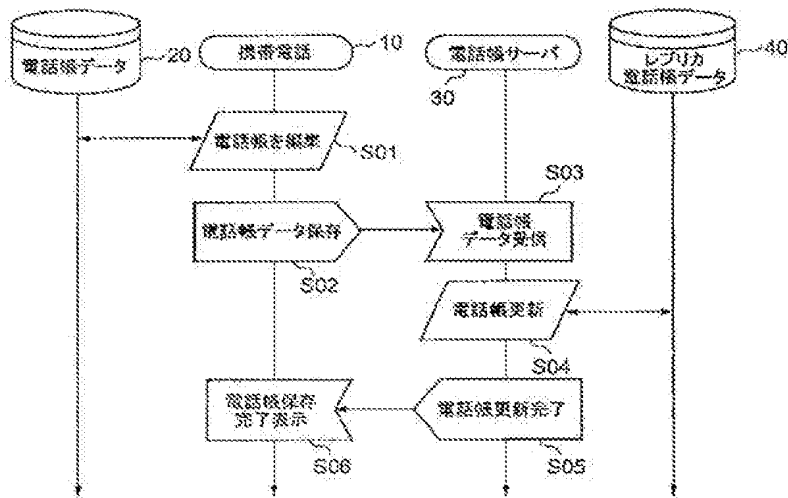 電話帳データ
20
携帯電話
10
電話帳サーバ
30
レプリカ
電話帳データ
40
電話帳を編集
S01
電話帳データ保存
S02
S03
電話帳
データ受信
電話帳更新
S04
電話帳保存
完了表示
S06
電話帳更新完了
S05